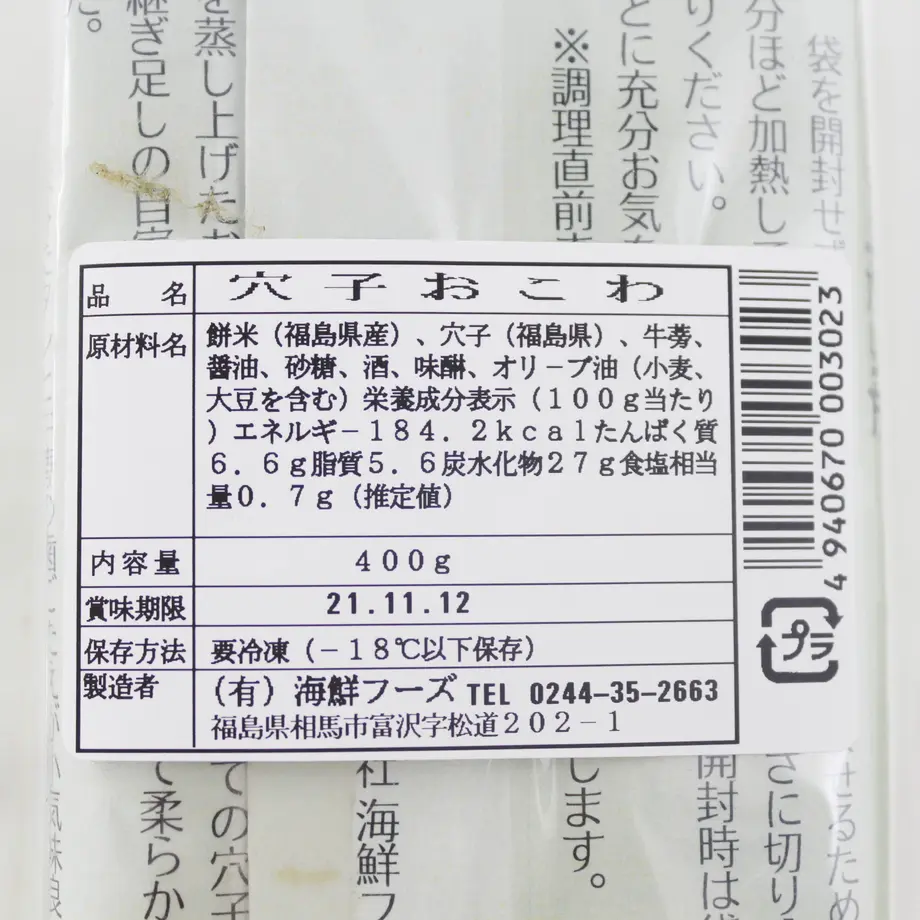 袋を開封せず
分ほど加熱して
りください。
とに充分お気を
※調理直前ま
を蒸し上げたお
継ぎ足しの自家
た。
品名 穴子おこわ
原材料名 餅米（福島県産）、穴子（福島県）、牛蒡、
醤油、砂糖、酒、味醂、オリーブ油（小麦、
大豆を含む）栄養成分表示（１００ｇ当たり
）エネルギー１８４．２ｋｃａｌたんぱく質
６．６ｇ脂質５．６炭水化物２７ｇ食塩相当
量０．７ｇ（推定値）
内容量 ４００ｇ
賞味期限 21.11.12
保存方法 要冷凍（－１８℃以下保存）
製造者 （有）海鮮フーズ TEL 0244-35-2663
福島県相馬市富沢字松道２０２－１
4 940670 003023
プラ
さに切り
開封時は
します。
社 海鮮フ
ての穴子
て柔らか